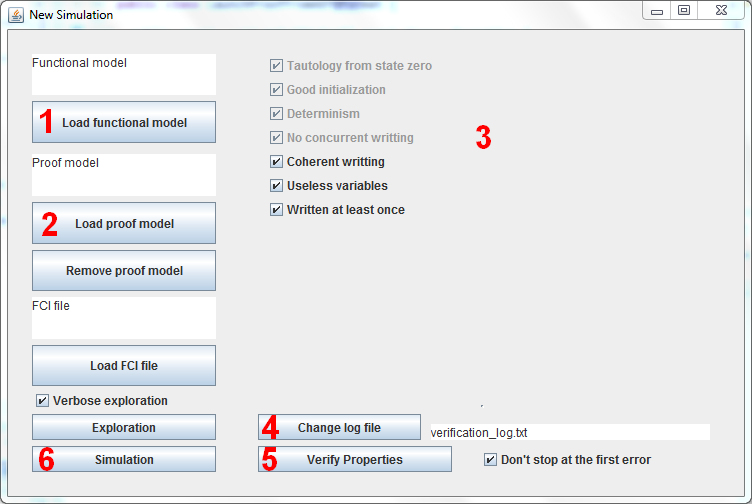 New Simulation
Functional model
1 Load functional model
Proof model
2 Load proof model
Remove proof model
FCI file
Load FCI file
Verbose exploration
Exploration
6 Simulation
Tautology from state zero
Good initialization
Determinism
No concurrent writting
3
Coherent writting
Useless variables
Written at least once
4 Change log file
verification_log.txt
5 Verify Properties
Don't stop at the first error